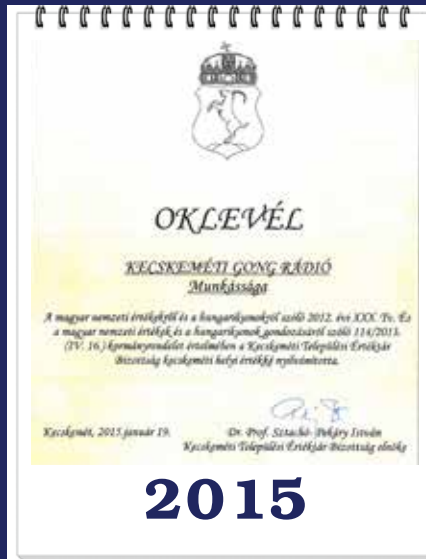 OKLEVÉL
KECSKEMÉTI GONG RÁDIÓ
Munkássága
A magyar nemzeti értékekről és a hungarikumokról szóló 2012. évi XXX. Tv. És
a magyar nemzeti értékek és a hungarikumok gondozásáról szóló 114/2013.
(IV. 16.) kormányrendelet értelmében a Kecskeméti Települési Értéktár
Bizottság kecskeméti helyi értékké nyilvánította.
Kecskemét, 2015 január 19.
Dr. Prof. Sztachó- Pekáry István
Kecskeméti Települési Értéktár Bizottság elnöke
2015